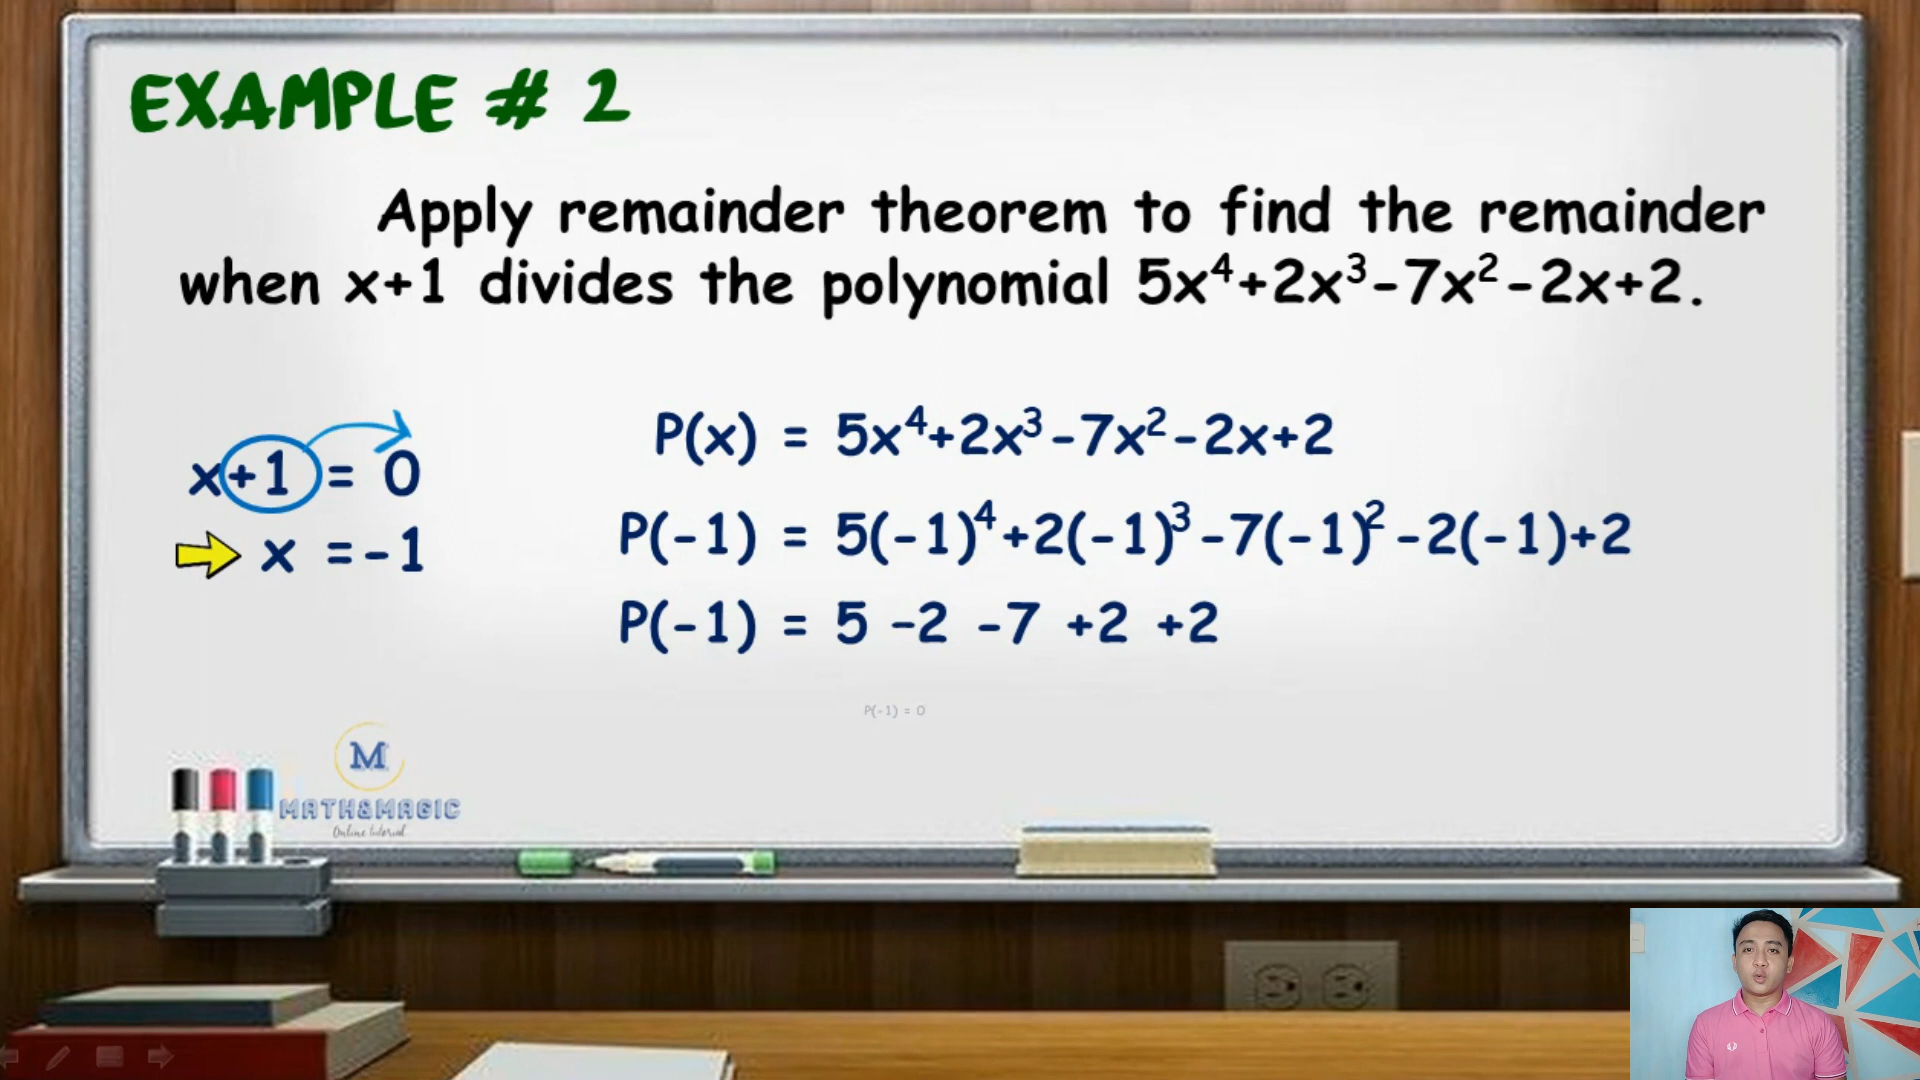 EXAMPLE # 2
Apply remainder theorem to find the remainder
when x+1 divides the polynomial 5x⁴+2x³-7x²-2x+2.
x+1 = 0
x = -1
P(x) = 5x⁴+2x³-7x²-2x+2
P(-1) = 5(-1)⁴+2(-1)³-7(-1)²-2(-1)+2
P(-1) = 5 -2 -7 +2 +2
P(-1) = 0
M
MATH&MAGIC
Online Tutorial